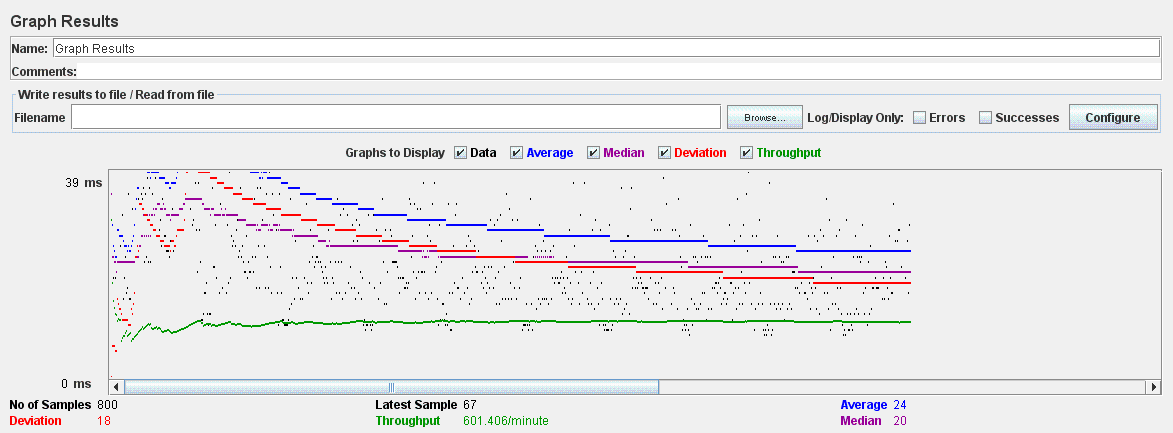 Graph Results
Name: Graph Results
Comments:
Write results to file / Read from file
Filename Browse... Log/Display Only: Errors Successes Configure
Graphs to Display Data Average Median Deviation Throughput
39 ms
0 ms
No of Samples 800 Latest Sample 67 Average 24
Deviation 18 Throughput 601.406/minute Median 20